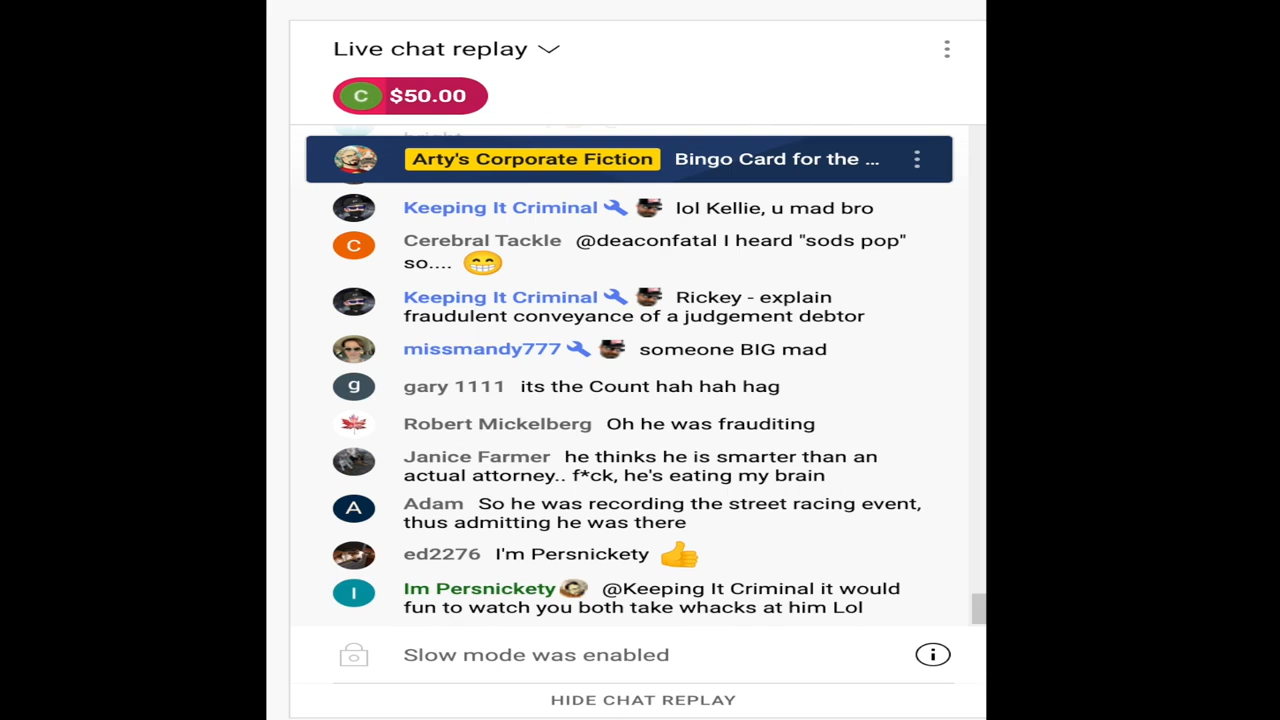 Live chat replay
C $50.00
Arty's Corporate Fiction Bingo Card for the ...
Keeping It Criminal lol Kellie, u mad bro
C Cerebral Tackle @deaconfatal I heard "sods pop"
so....
Keeping It Criminal Rickey - explain
fraudulent conveyance of a judgement debtor
missmandy777 someone BIG mad
g gary 1111 its the Count hah hah hag
Robert Mickelberg Oh he was frauditing
Janice Farmer he thinks he is smarter than an
actual attorney.. f*ck, he's eating my brain
A Adam So he was recording the street racing event,
thus admitting he was there
ed2276 I'm Persnickety
I Im Persnickety @Keeping It Criminal it would
fun to watch you both take whacks at him Lol
Slow mode was enabled
HIDE CHAT REPLAY